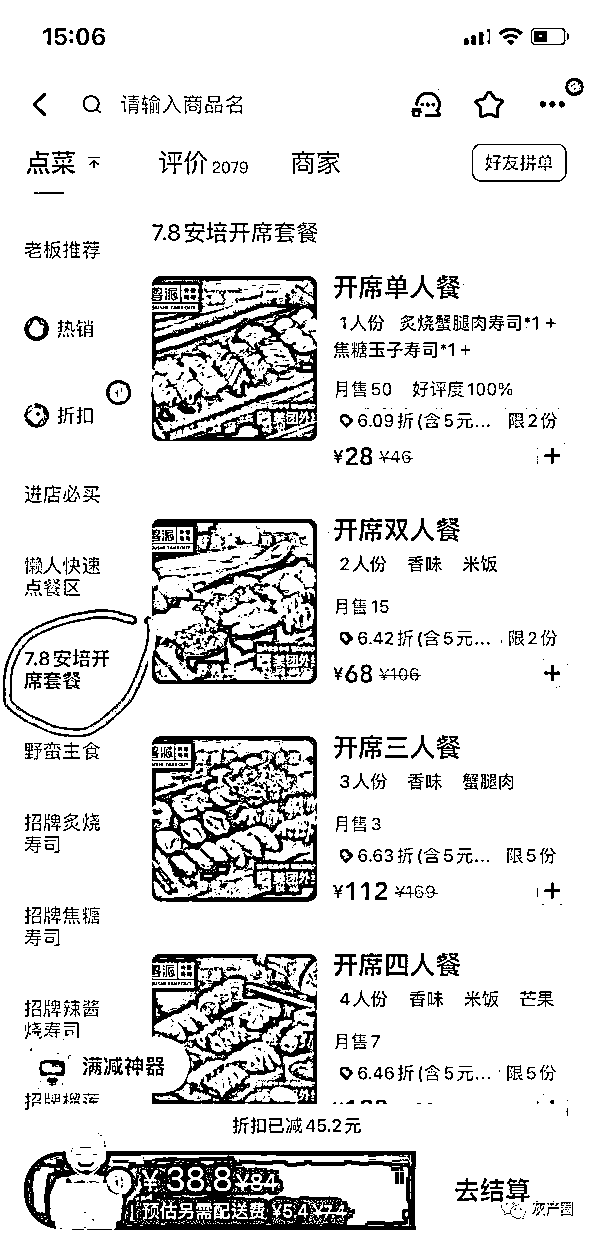 15:06
请输入商品名
点菜
评价 2079
商家
好友拼单
老板推荐
热销
折扣
进店必买
懒人快速
点餐区
7.8安培开
席套餐
野蛮主食
招牌炙烧
寿司
招牌焦糖
寿司
招牌辣酱
烧寿司
7.8安培开席套餐
开席单人餐
1人份 炙烧蟹腿肉寿司*1+
焦糖玉子寿司*1+
月售50 好评度100%
6.09折(含5元... 限2份
¥28 ¥46
开席双人餐
2人份 香味 米饭
月售15
6.42折(含5元... 限2份
¥68 ¥106
开席三人餐
3人份 香味 蟹腿肉
月售3
6.63折(含5元... 限5份
¥112 ¥169
开席四人餐
4人份 香味 米饭 芒果
月售7
6.46折(含5元... 限5份
满减神器
折扣已减45.2元
¥38.8 ¥84
预估另需配送费 ¥5.4 ¥7.4
去结算
灰产圈